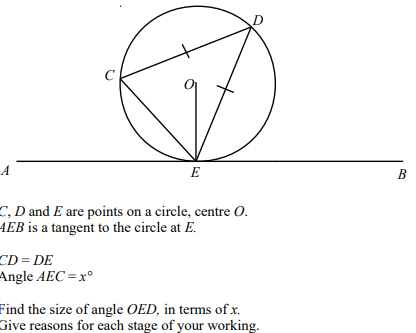 D
C
O
A
E
B
C, D and E are points on a circle, centre O.
AEB is a tangent to the circle at E.
CD = DE
Angle AEC = x°
Find the size of angle OED, in terms of x.
Give reasons for each stage of your working.